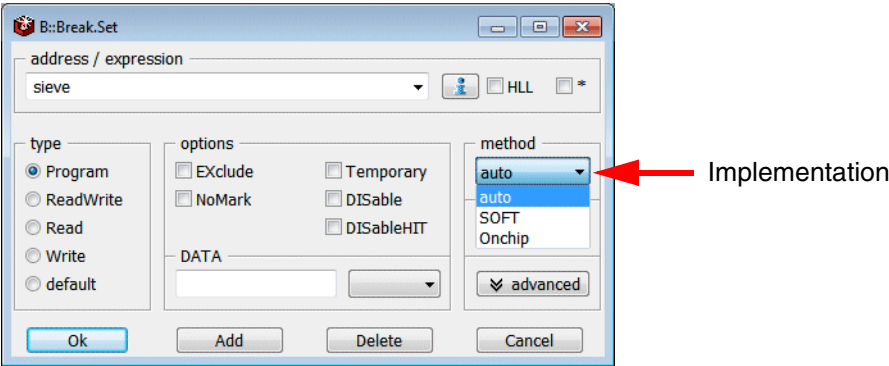 B::Break.Set
address / expression
sieve
HLL
*
type
options
method
Program
EXclude
Temporary
auto
Implementation
ReadWrite
NoMark
DISable
auto
Read
DISableHIT
SOFT
Onchip
Write
DATA
default
advanced
Ok
Add
Delete
Cancel